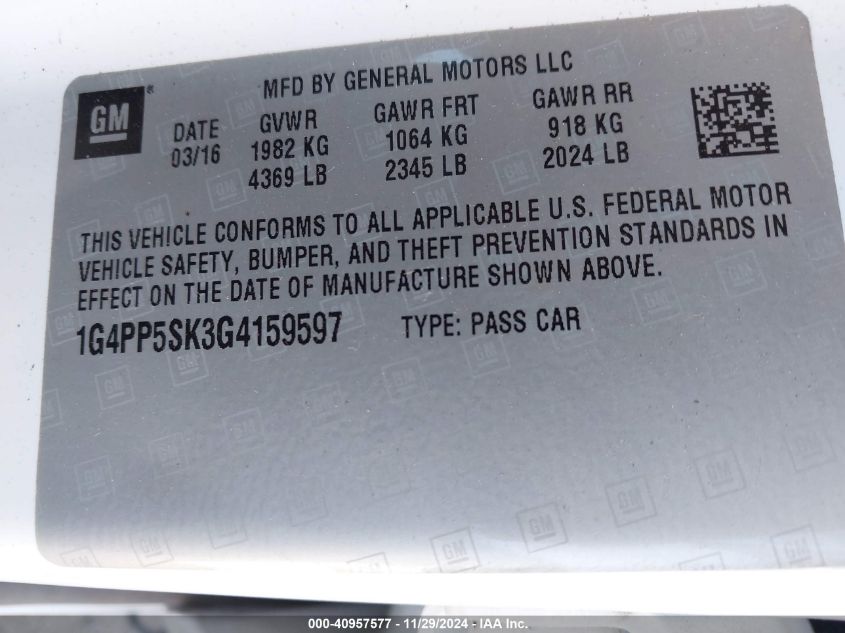 GM ®
MFD BY GENERAL MOTORS LLC
DATE GVWR GAWR FRT GAWR RR
03/16 1982 KG 1064 KG 918 KG
4369 LB 2345 LB 2024 LB
THIS VEHICLE CONFORMS TO ALL APPLICABLE U.S. FEDERAL MOTOR
VEHICLE SAFETY, BUMPER, AND THEFT PREVENTION STANDARDS IN
EFFECT ON THE DATE OF MANUFACTURE SHOWN ABOVE.
1G4PP5SK3G4159597 TYPE: PASS CAR
000-40957577 - 11/29/2024 - IAA Inc.